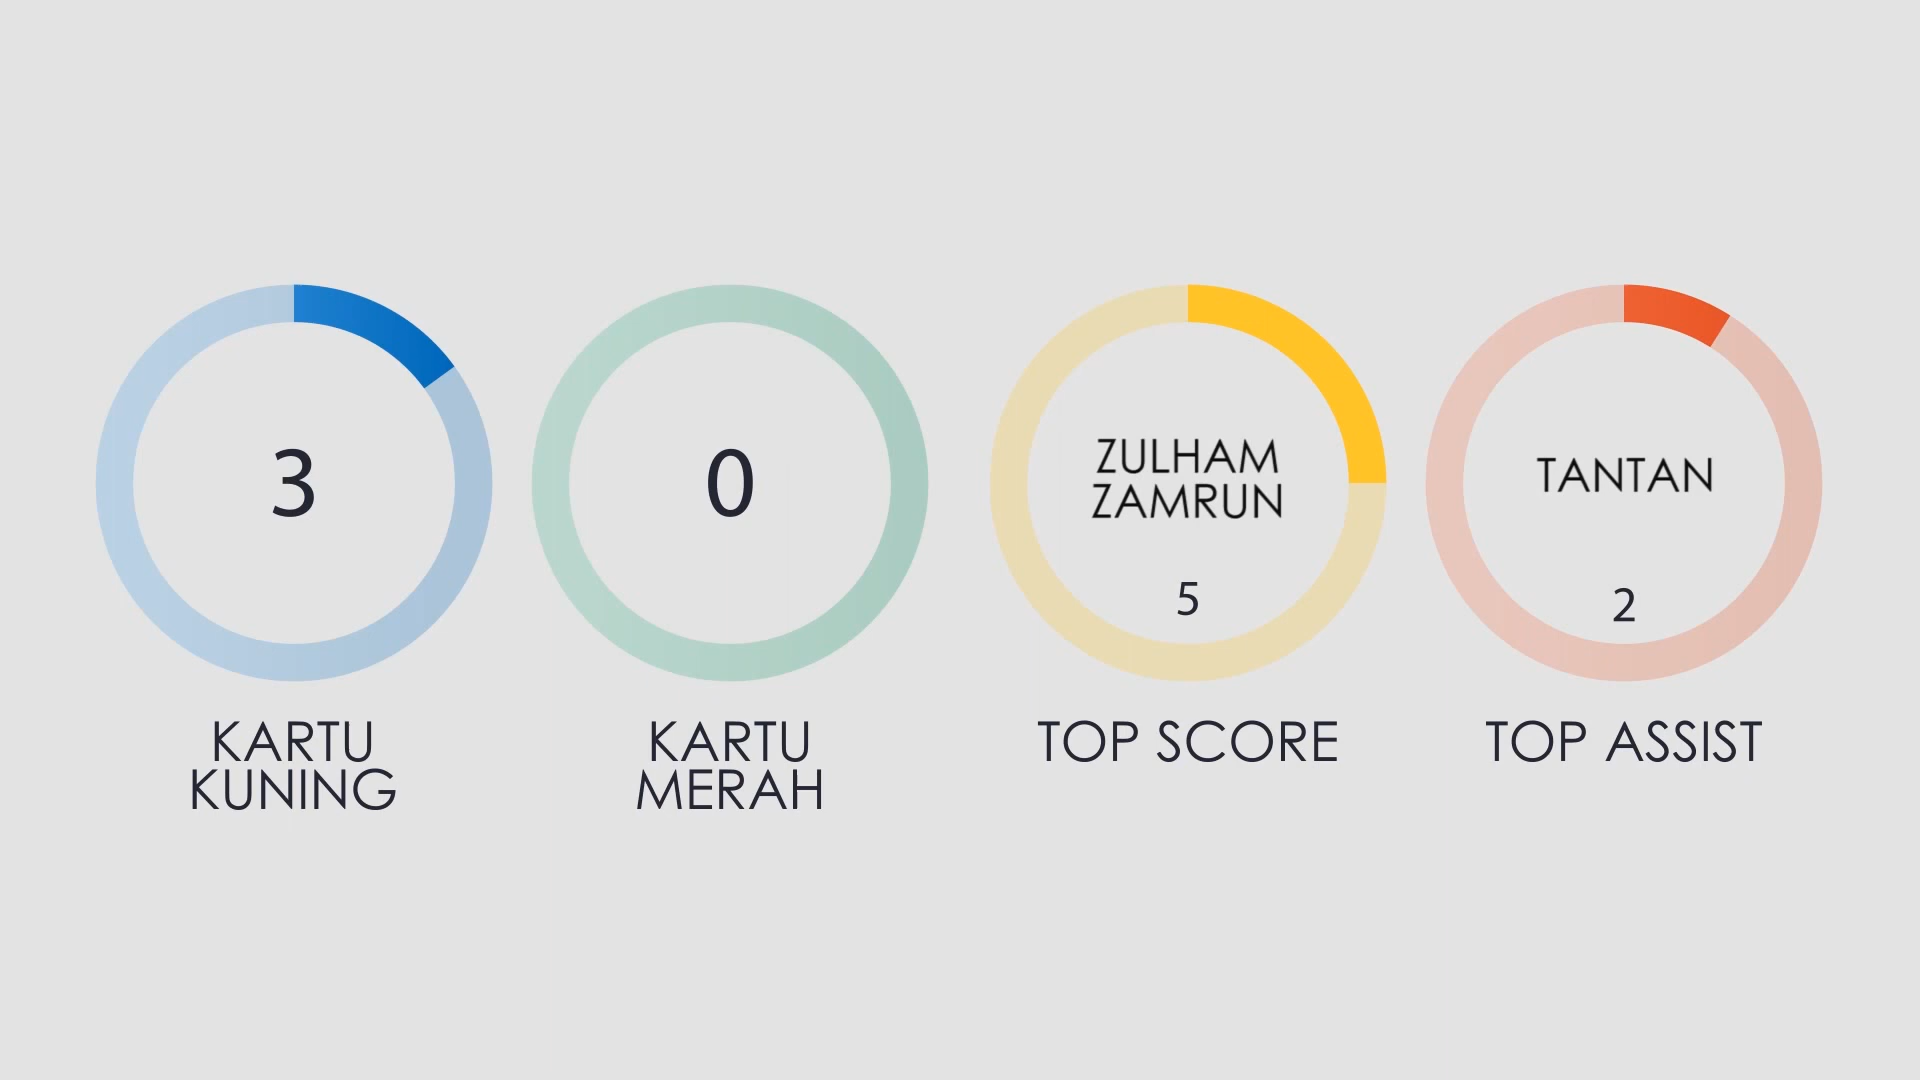 3
KARTU
KUNING
0
KARTU
MERAH
ZULHAM
ZAMRUN
5
TOP SCORE
TANTAN
2
TOP ASSIST